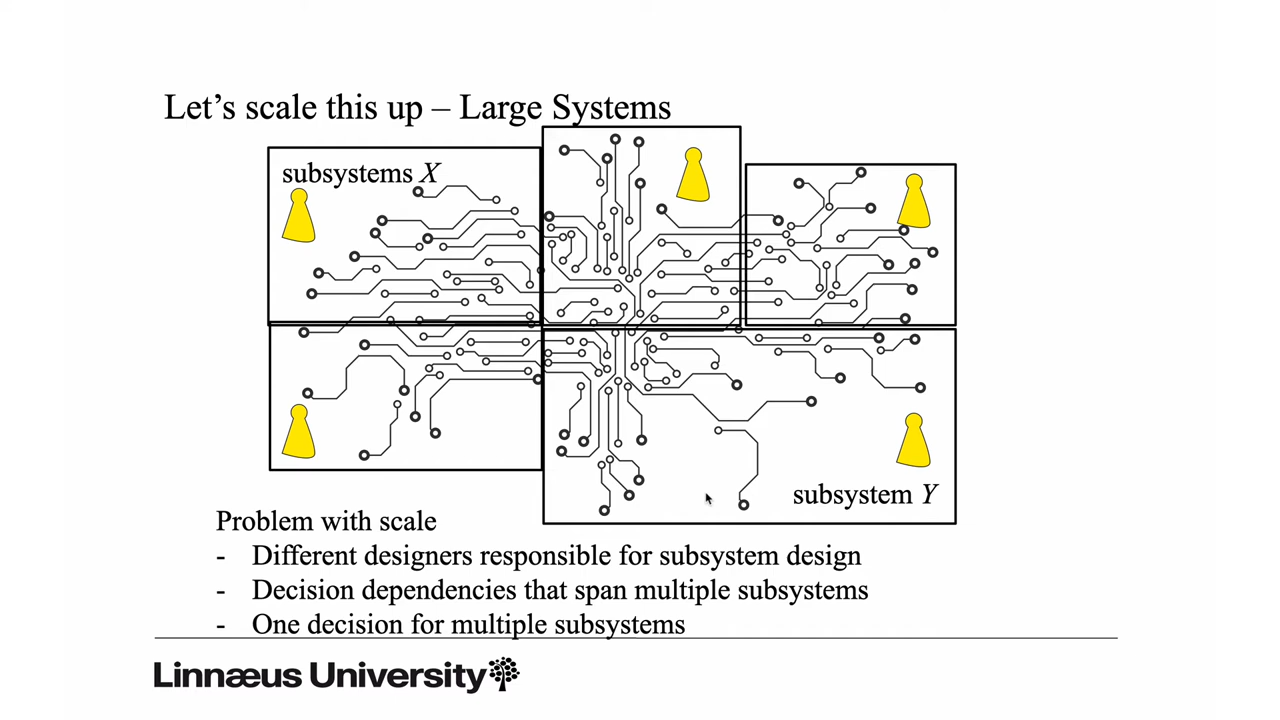 Let's scale this up – Large Systems
subsystems X
subsystem Y
Problem with scale
- Different designers responsible for subsystem design
- Decision dependencies that span multiple subsystems
- One decision for multiple subsystems
Linnæus University